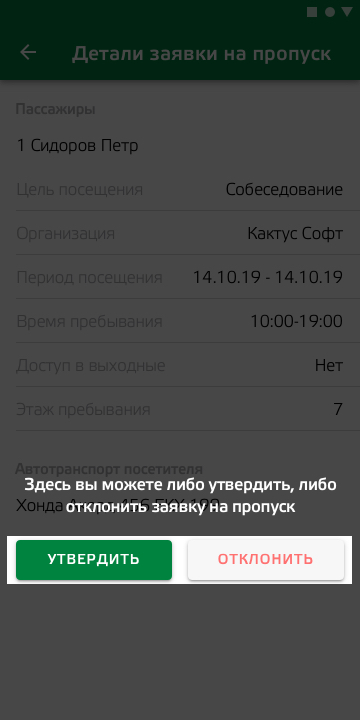 Детали заявки на пропуск
Пассажиры
1 Сидоров Петр
Цель посещения Собеседование
Организация Кактус Софт
Период посещения 14.10.19 - 14.10.19
Время пребывания 10:00-19:00
Доступ в выходные Нет
Этаж пребывания 7
Автотранспорт посетителя
Здесь вы можете либо утвердить, либо
Хонда
отклонить заявку на пропуск
УТВЕРДИТЬ ОТКЛОНИТЬ